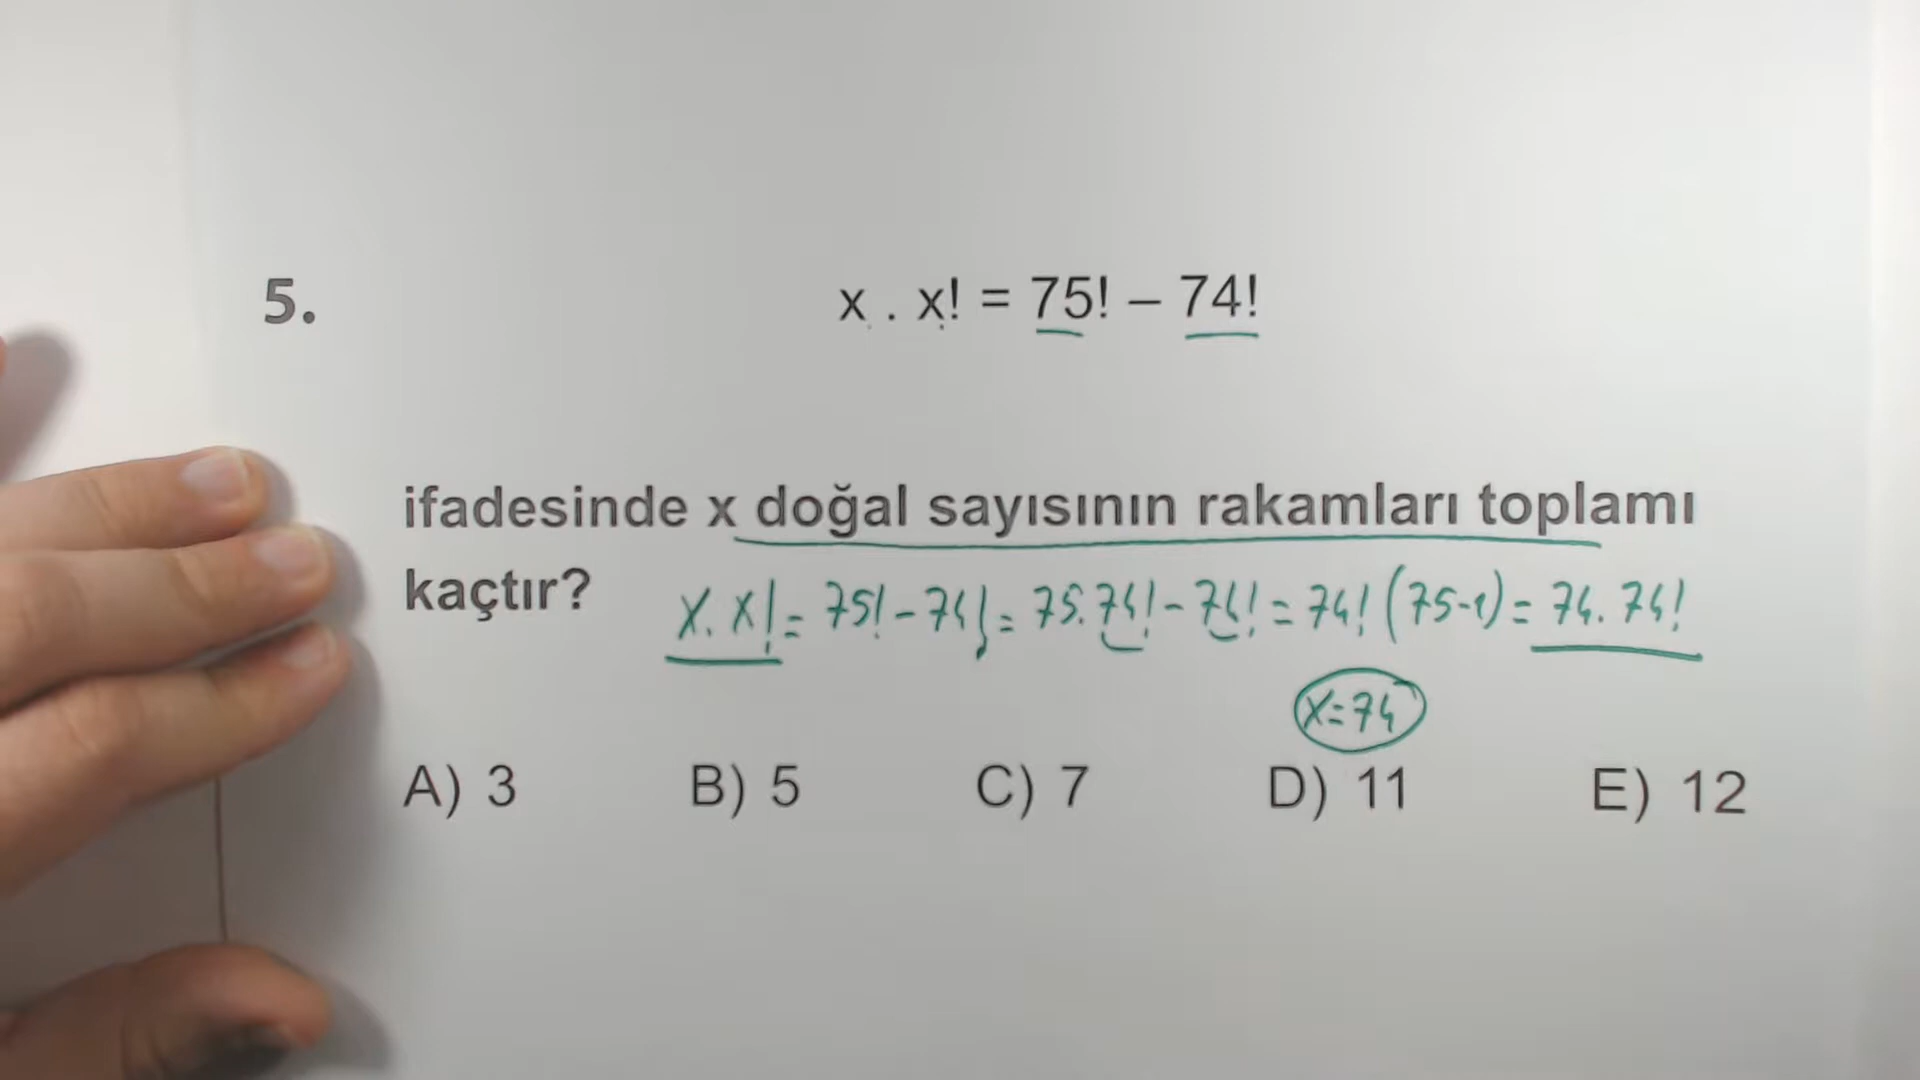 5. x . x! = 75! – 74!
ifadesinde x doğal sayısının rakamları toplamı
kaçtır? x.x! = 75! - 74! = 75.74! - 74! = 74! (75-1) = 74. 74!
x=74
A) 3 B) 5 C) 7 D) 11 E) 12